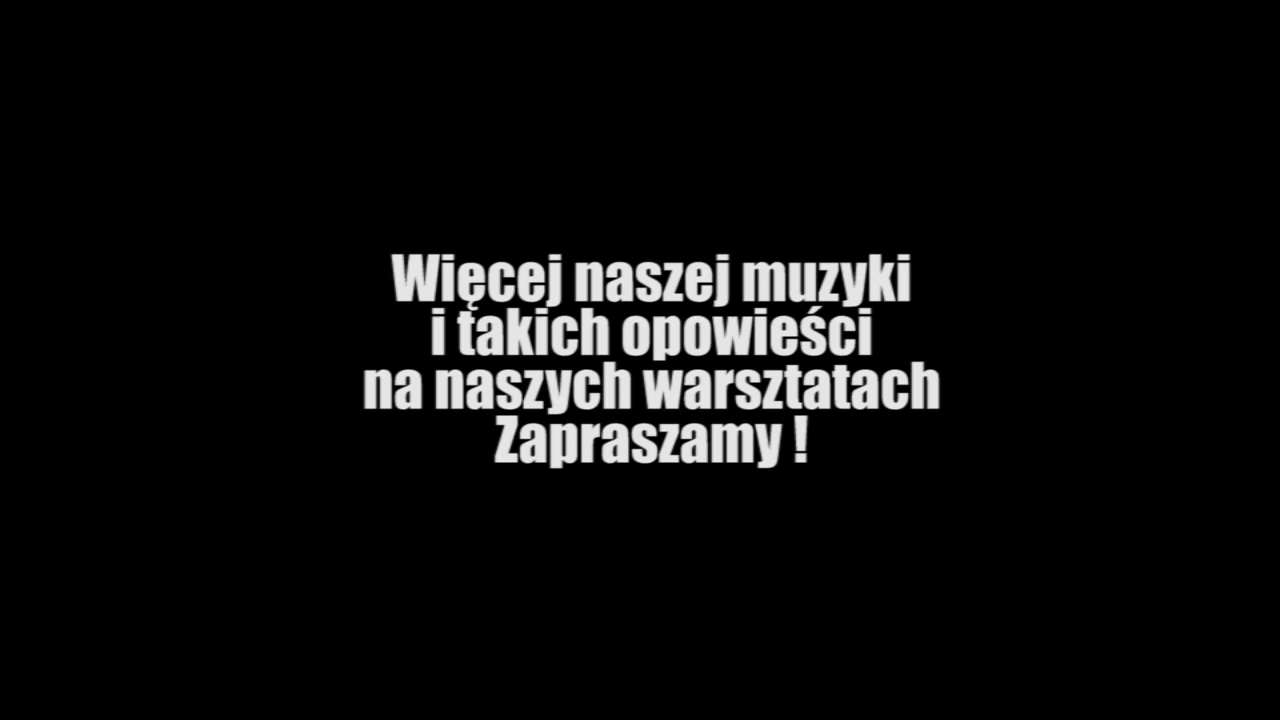 Więcej naszej muzyki
i takich opowieści
na naszych warsztatach
Zapraszamy !